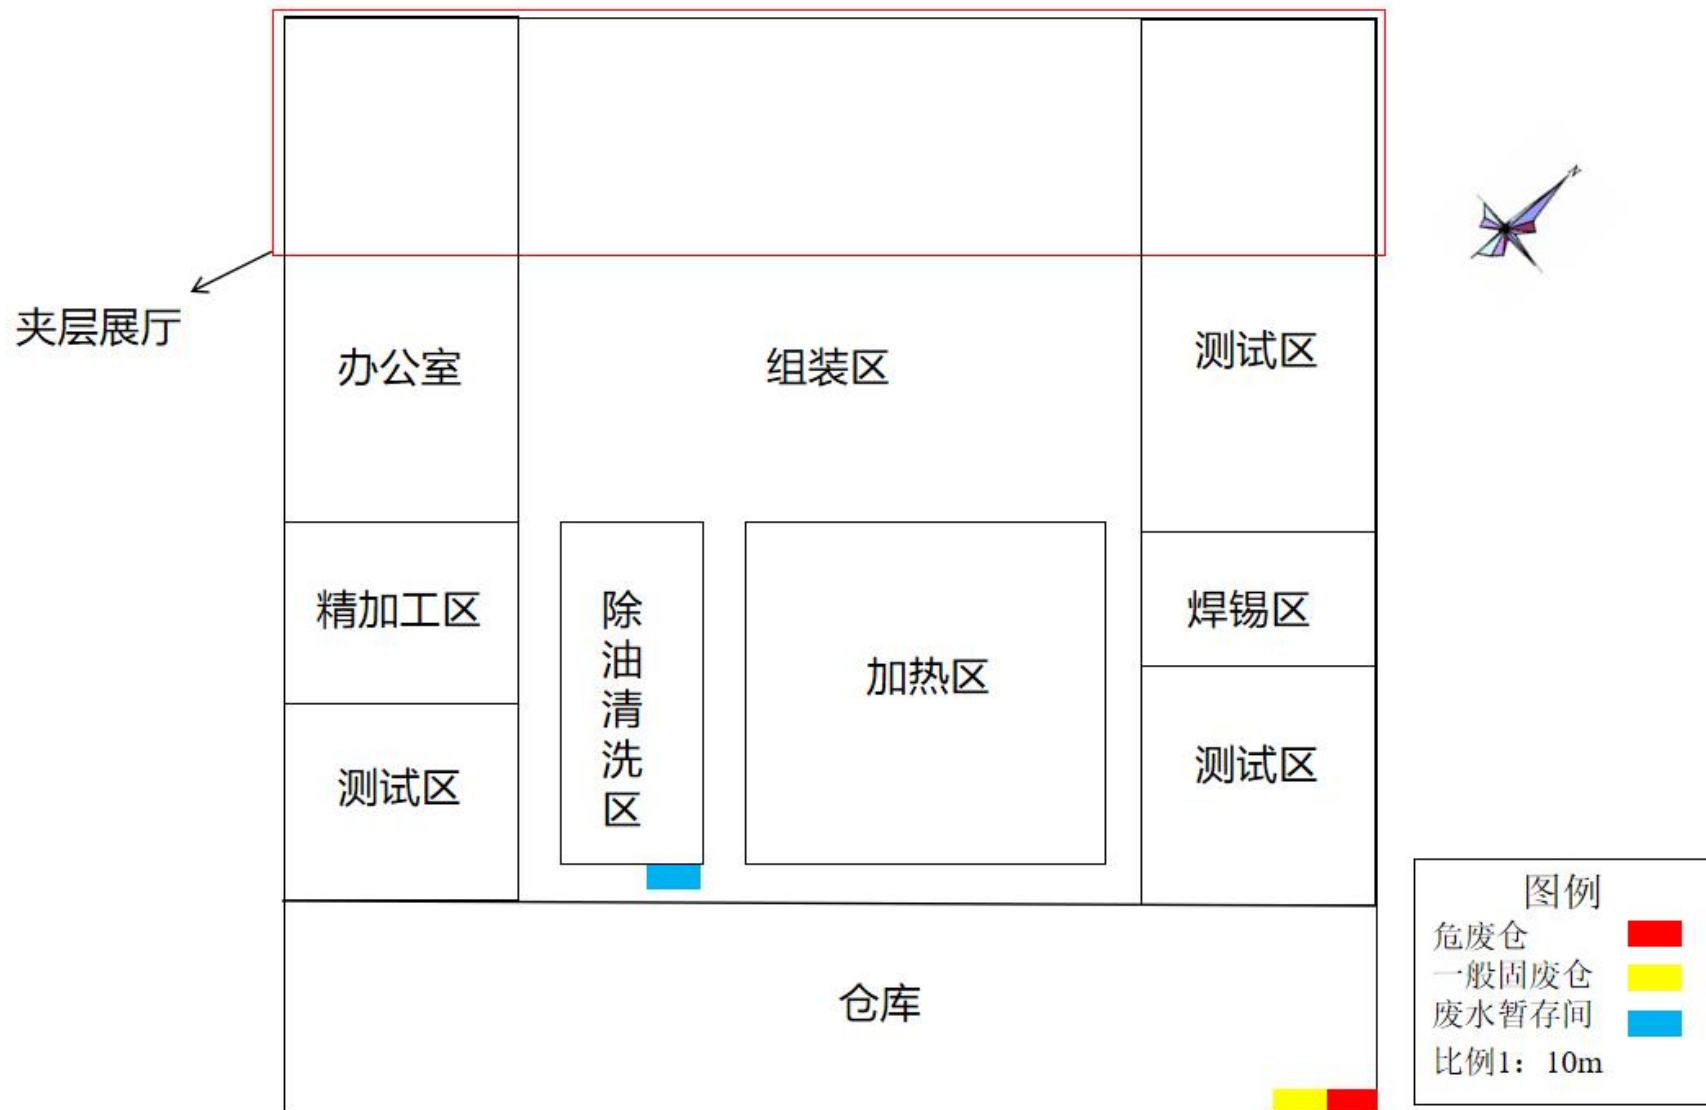 N
夹层展厅
办公室
组装区
测试区
精加工区
除油清洗区
加热区
焊锡区
测试区
测试区
仓库
图例
危废仓
一般固废仓
废水暂存间
比例1：10m